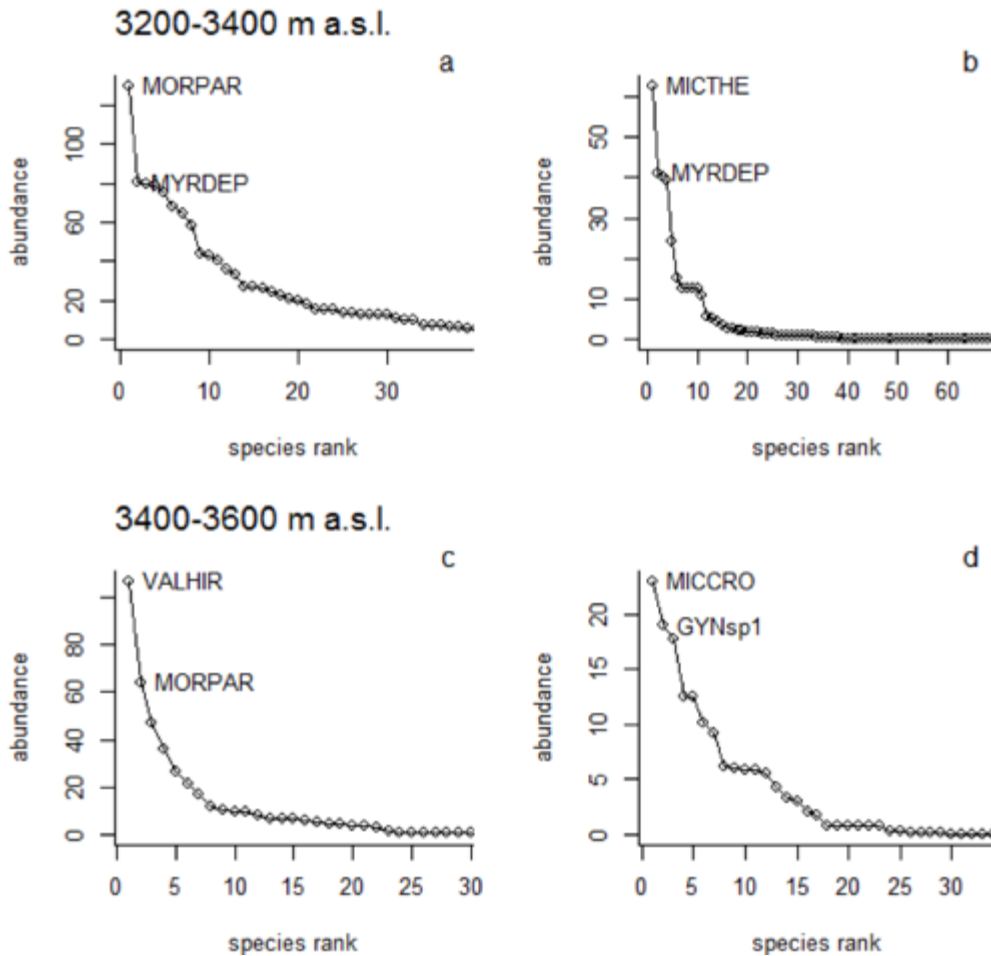 3200-3400 m a.s.l.
a
MORPAR
MYRDEP
abundance
0 20 60 100
0 10 20 30
species rank
b
MICTHE
MYRDEP
abundance
0 10 30 50
0 10 20 30 40 50 60
species rank
3400-3600 m a.s.l.
c
VALHIR
MORPAR
abundance
0 20 40 60 80
0 5 10 15 20 25 30
species rank
d
MICCRO
GYNsp1
abundance
0 5 10 15 20
0 5 10 15 20 25 30
species rank